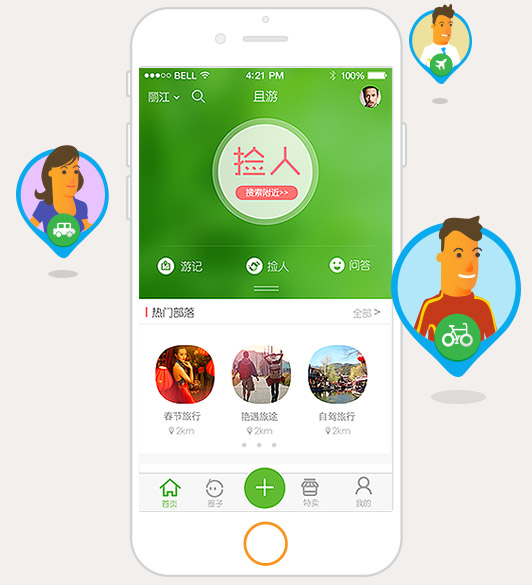 ●●●○○ BELL 4:21 PM 100%
丽江 且游
捡人
搜索附近>>
游记 捡人 问答
热门部落 全部 >
春节旅行 艳遇旅途 自驾旅行
2km 2km 2km
首页 圈子 特卖 我的